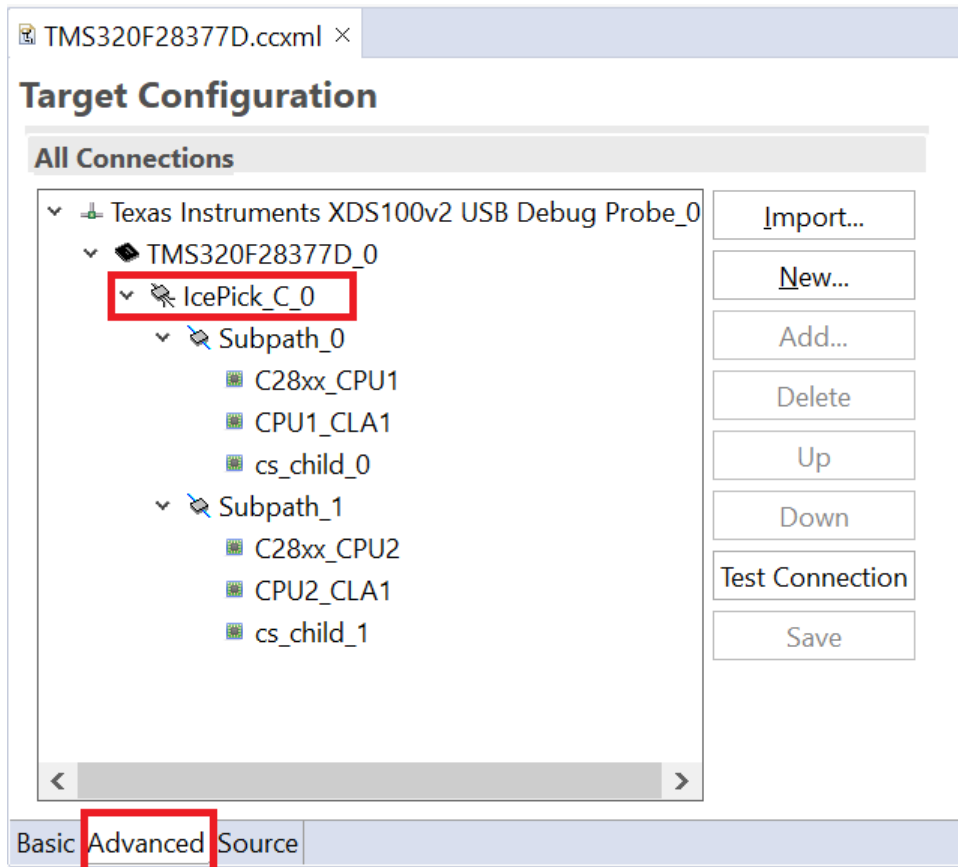 TMS320F28377D.ccxml ×
Target Configuration
All Connections
Texas Instruments XDS100v2 USB Debug Probe_0
TMS320F28377D_0
IcePick_C_0
Subpath_0
C28xx_CPU1
CPU1_CLA1
cs_child_0
Subpath_1
C28xx_CPU2
CPU2_CLA1
cs_child_1
Import...
New...
Add...
Delete
Up
Down
Test Connection
Save
Basic Advanced Source